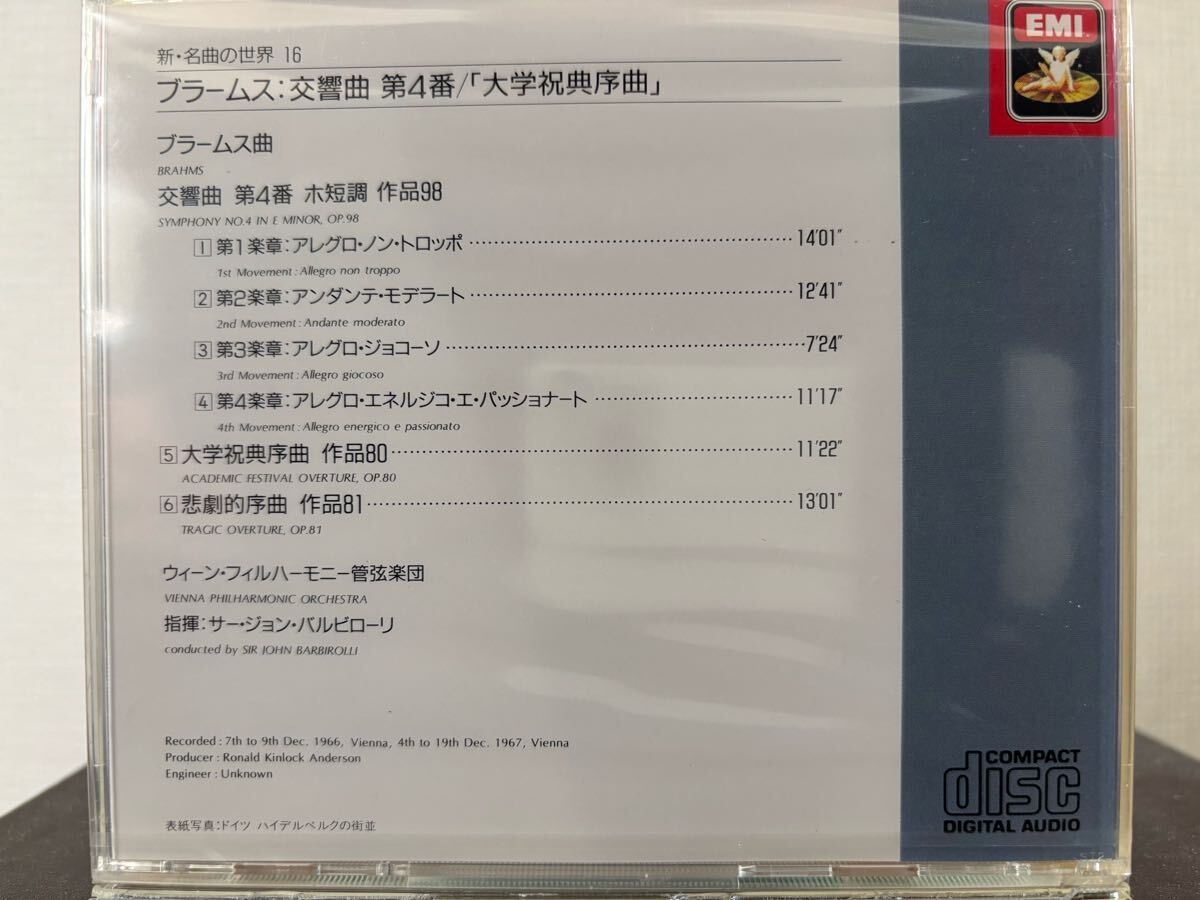 新・名曲の世界 16
ブラームス：交響曲 第4番/「大学祝典序曲」
EMI
ブラームス曲
BRAHMS
交響曲 第4番 ホ短調 作品98
SYMPHONY NO.4 IN E MINOR, OP.98
1 第1楽章：アレグロ・ノン・トロッポ 14'01"
1st Movement : Allegro non troppo
2 第2楽章：アンダンテ・モデラート 12'41"
2nd Movement : Andante moderato
3 第3楽章：アレグロ・ジョコーソ 7'24"
3rd Movement : Allegro giocoso
4 第4楽章：アレグロ・エネルジコ・エ・パッショナート 11'17"
4th Movement : Allegro energico e passionato
5 大学祝典序曲 作品80 11'22"
ACADEMIC FESTIVAL OVERTURE, OP.80
6 悲劇的序曲 作品81 13'01"
TRAGIC OVERTURE, OP.81
ウィーン・フィルハーモニー管弦楽団
VIENNA PHILHARMONIC ORCHESTRA
指揮：サー・ジョン・バルビローリ
conducted by SIR JOHN BARBIROLLI
Recorded : 7th to 9th Dec. 1966, Vienna, 4th to 19th Dec. 1967, Vienna
Producer : Ronald Kinlock Anderson
Engineer : Unknown
表紙写真：ドイツ ハイデルベルクの街並
COMPACT
disc
DIGITAL AUDIO